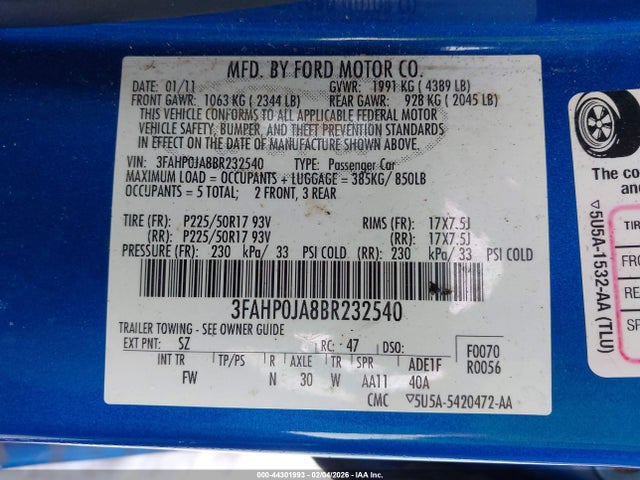 MFD. BY FORD MOTOR CO.
DATE: 01/11 GVWR: 1991 KG ( 4389 LB)
FRONT GAWR: 1063 KG ( 2344 LB) REAR GAWR: 928 KG ( 2045 LB)
THIS VEHICLE CONFORMS TO ALL APPLICABLE FEDERAL MOTOR
VEHICLE SAFETY, BUMPER, AND THEFT PREVENTION STANDARDS
IN EFFECT ON THE DATE OF MANUFACTURE SHOWN ABOVE.
VIN: 3FAHP0JA8BR232540 TYPE: Passenger Car
MAXIMUM LOAD = OCCUPANTS + LUGGAGE = 385KG/ 850LB
OCCUPANTS = 5 TOTAL; 2 FRONT, 3 REAR
TIRE (FR): P225/50R17 93V RIMS (FR): 17X7.5J
(RR): P225/50R17 93V (RR): 17X7.5J
PRESSURE (FR): 230 kPa/ 33 PSI COLD (RR): 230 kPa/ 33 PSI COLD
3FAHP0JA8BR232540
TRAILER TOWING - SEE OWNER GUIDE
EXT PNT: SZ RC: 47 DSO: F0070
R0056
INT TR TP/PS R AXLE TR SPR ADE1F
FW N 30 W AA11 40A
CMC ▽5U5A-5420472-AA
The co
and
▽5U5A-1532-AA (TLU)
TIR
FRO
RE
SP
000-44301993 - 02/04/2026 - IAAI.com